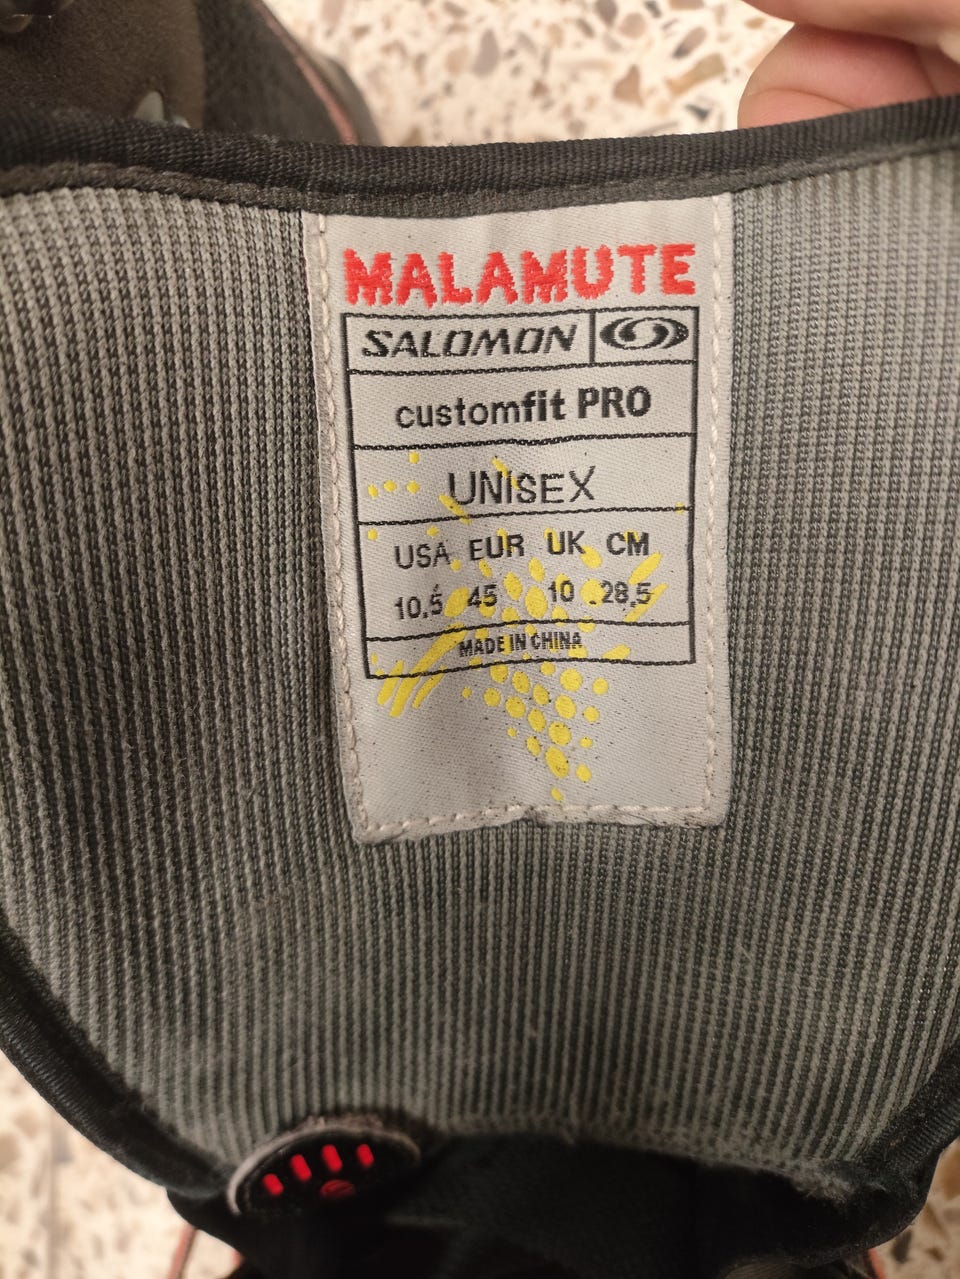 MALAMUTE
SALOMON
customfit PRO
UNISEX
USA EUR UK CM
10,5 45 10 28,5
MADE IN CHINA